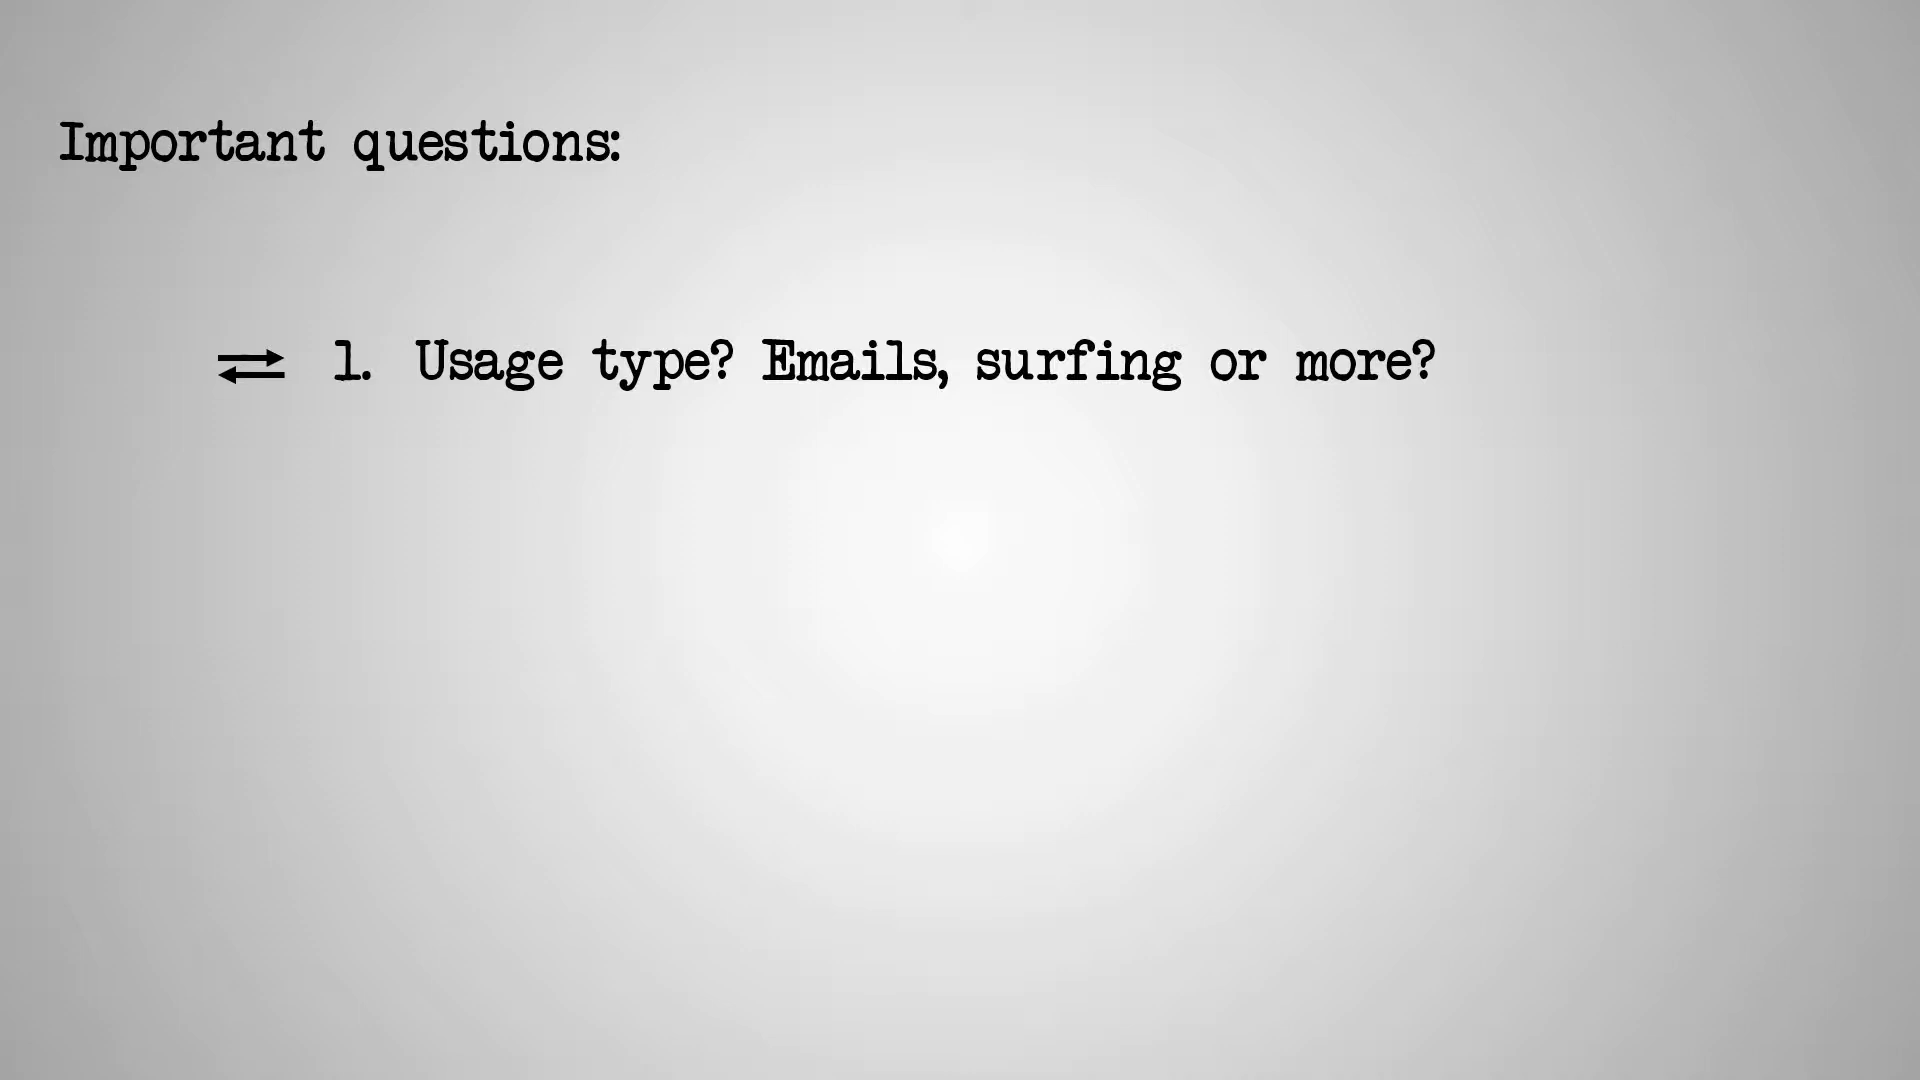 Important questions:
⇄ 1. Usage type? Emails, surfing or more?